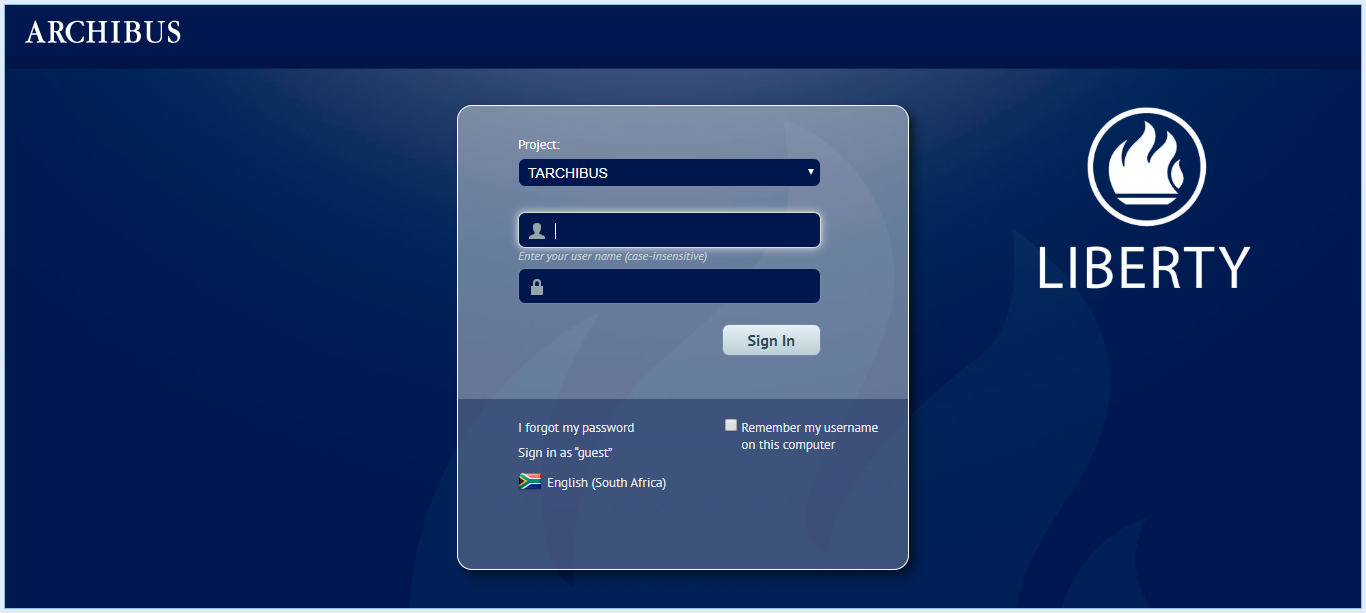 ARCHIBUS
Project:
TARCHIBUS
Enter your user name (case-insensitive)
Sign In
I forgot my password
Sign in as "guest"
English (South Africa)
Remember my username
on this computer
LIBERTY